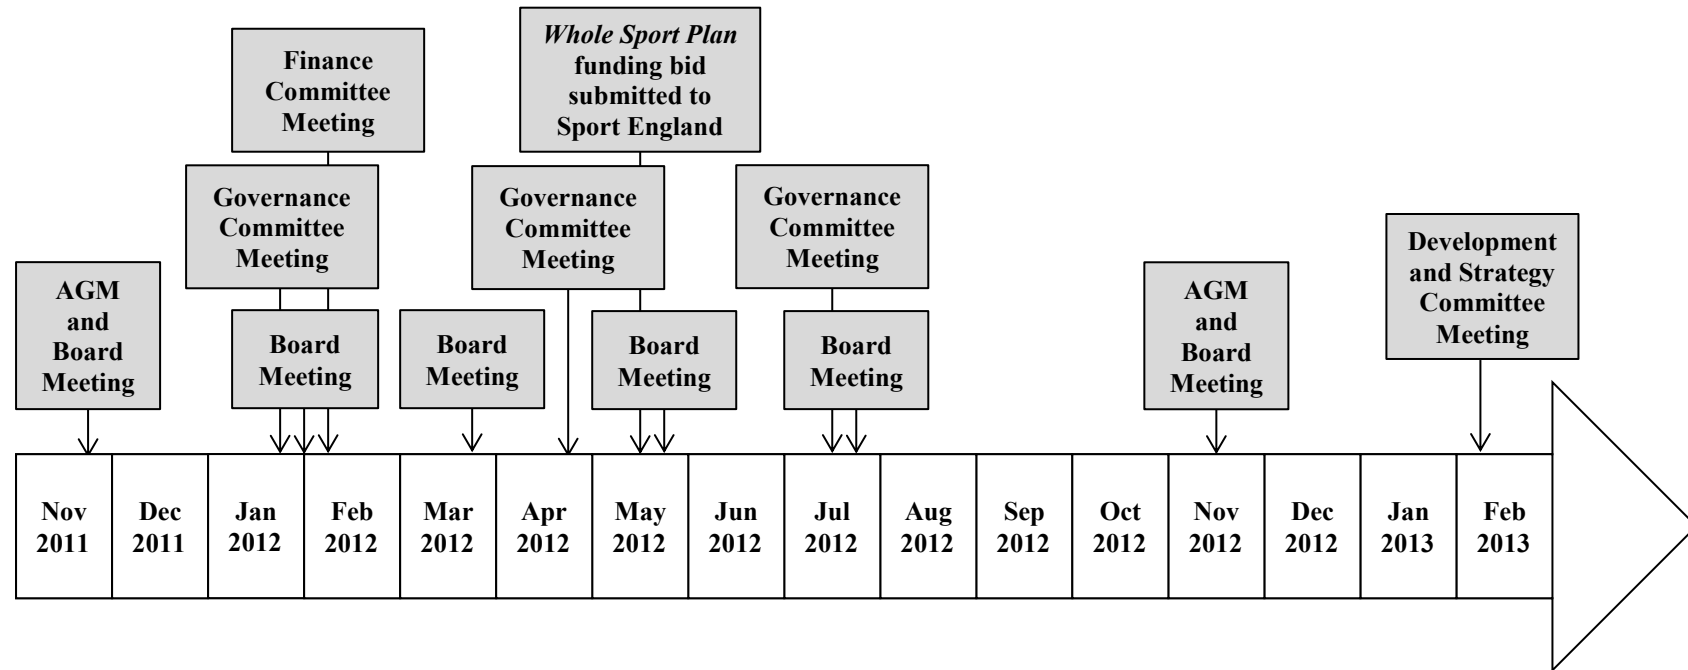 Finance
Committee
Meeting
Whole Sport Plan
funding bid
submitted to
Sport England
Governance
Committee
Meeting
Governance
Committee
Meeting
Governance
Committee
Meeting
Development
and Strategy
Committee
Meeting
AGM
and
Board
Meeting
AGM
and
Board
Meeting
Board
Meeting
Board
Meeting
Board
Meeting
Board
Meeting
Nov
2011
Dec
2011
Jan
2012
Feb
2012
Mar
2012
Apr
2012
May
2012
Jun
2012
Jul
2012
Aug
2012
Sep
2012
Oct
2012
Nov
2012
Dec
2012
Jan
2013
Feb
2013